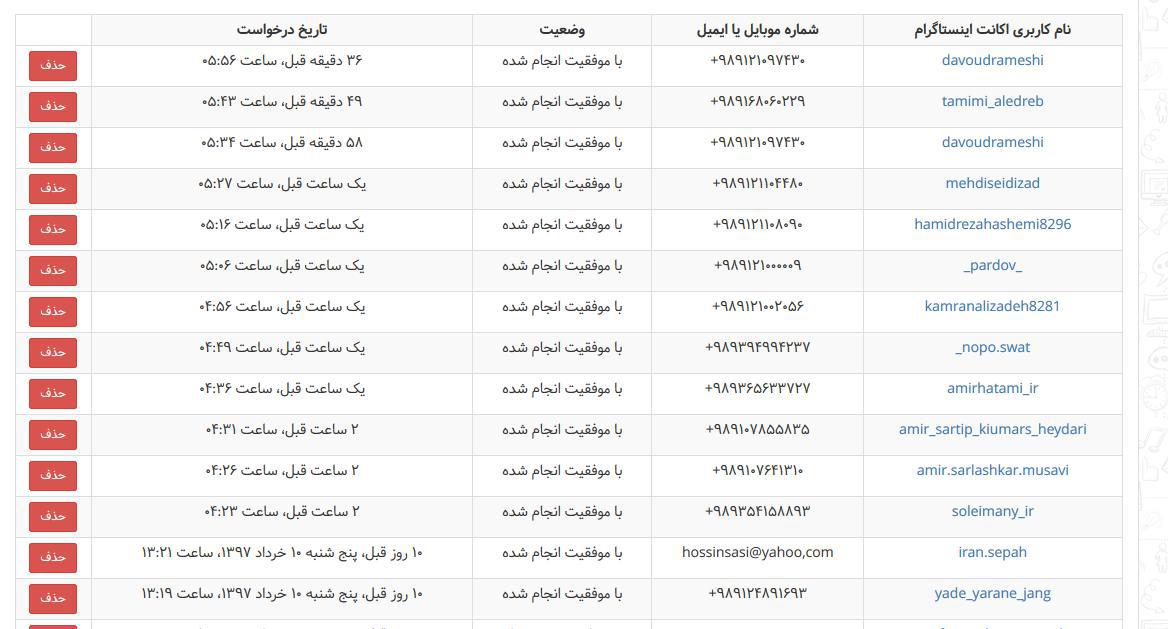 نام کاربری اکانت اینستاگرام شماره موبایل یا ایمیل وضعیت تاریخ درخواست
davoudrameshi +۹۸۹۱۲۱۰۹۷۴۳۰ با موفقیت انجام شده ۳۶ دقیقه قبل، ساعت ۰۵:۵۶ حذف
tamimi_aledreb +۹۸۹۱۶۸۰۶۰۲۲۹ با موفقیت انجام شده ۴۹ دقیقه قبل، ساعت ۰۵:۴۳ حذف
davoudrameshi +۹۸۹۱۲۱۰۹۷۴۳۰ با موفقیت انجام شده ۵۸ دقیقه قبل، ساعت ۰۵:۳۴ حذف
mehdiseidizad +۹۸۹۱۲۱۱۰۴۴۸۰ با موفقیت انجام شده یک ساعت قبل، ساعت ۰۵:۲۷ حذف
hamidrezahashemi8296 +۹۸۹۱۲۱۱۰۸۰۹۰ با موفقیت انجام شده یک ساعت قبل، ساعت ۰۵:۱۶ حذف
_pardov_ +۹۸۹۱۲۱۰۰۰۰۰۹ با موفقیت انجام شده یک ساعت قبل، ساعت ۰۵:۰۶ حذف
kamranalizadeh8281 +۹۸۹۱۲۱۰۰۲۰۵۶ با موفقیت انجام شده یک ساعت قبل، ساعت ۰۴:۵۶ حذف
_nopo.swat +۹۸۹۳۹۴۹۹۴۲۳۷ با موفقیت انجام شده یک ساعت قبل، ساعت ۰۴:۴۹ حذف
amirhatami_ir +۹۸۹۳۶۵۶۳۳۷۲۷ با موفقیت انجام شده یک ساعت قبل، ساعت ۰۴:۳۶ حذف
amir_sartip_kiumars_heydari +۹۸۹۱۰۷۸۵۵۸۳۵ با موفقیت انجام شده ۲ ساعت قبل، ساعت ۰۴:۳۱ حذف
amir.sarlashkar.musavi +۹۸۹۱۰۷۶۴۱۳۱۰ با موفقیت انجام شده ۲ ساعت قبل، ساعت ۰۴:۲۶ حذف
soleimany_ir +۹۸۹۳۵۴۱۵۸۸۹۳ با موفقیت انجام شده ۲ ساعت قبل، ساعت ۰۴:۲۳ حذف
iran.sepah hossinsasi@yahoo,com با موفقیت انجام شده ۱۰ روز قبل، پنج شنبه ۱۰ خرداد ۱۳۹۷، ساعت ۱۳:۲۱ حذف
yade_yarane_jang +۹۸۹۱۲۴۸۹۱۶۹۳ با موفقیت انجام شده ۱۰ روز قبل، پنج شنبه ۱۰ خرداد ۱۳۹۷، ساعت ۱۳:۱۹ حذف